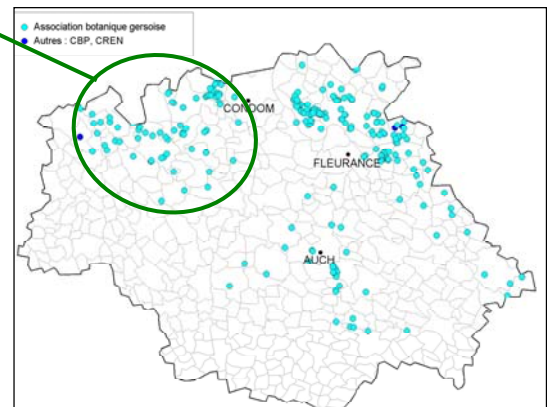 Association botanique gersoise
Autres : CBP, CREN
CONDOM
FLEURANCE
AUCH